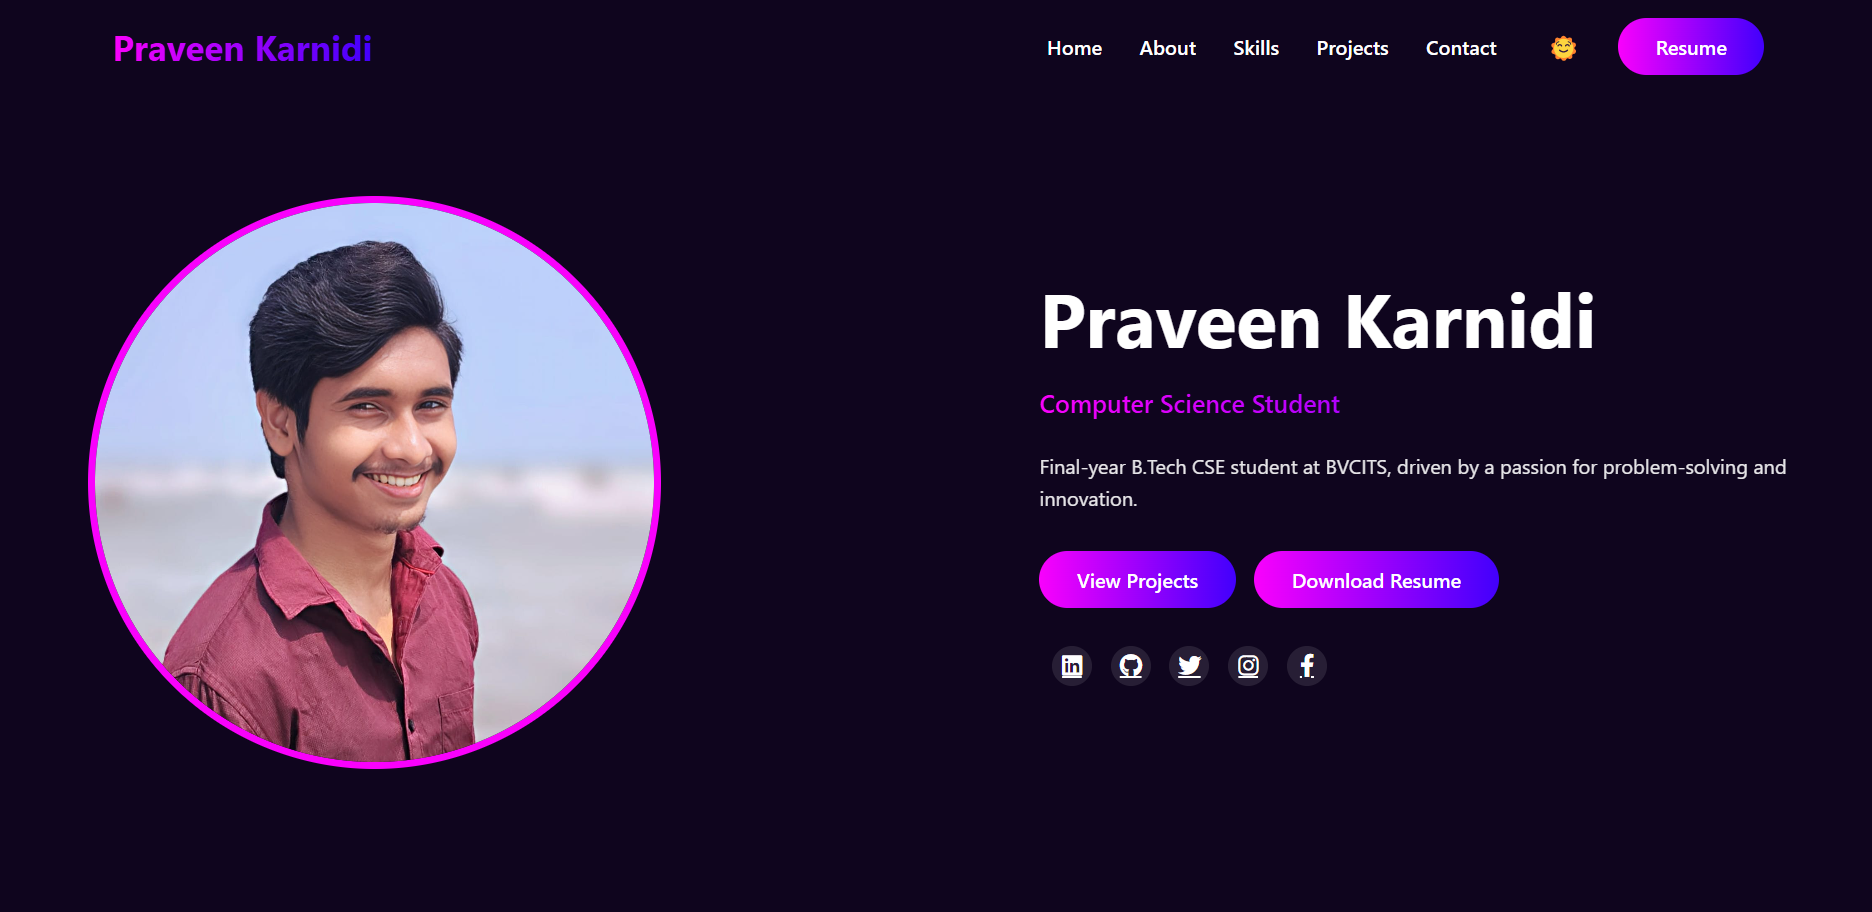 Praveen Karnidi
Home About Skills Projects Contact Resume
Praveen Karnidi
Computer Science Student
Final-year B.Tech CSE student at BVCITS, driven by a passion for problem-solving and
innovation.
View Projects Download Resume